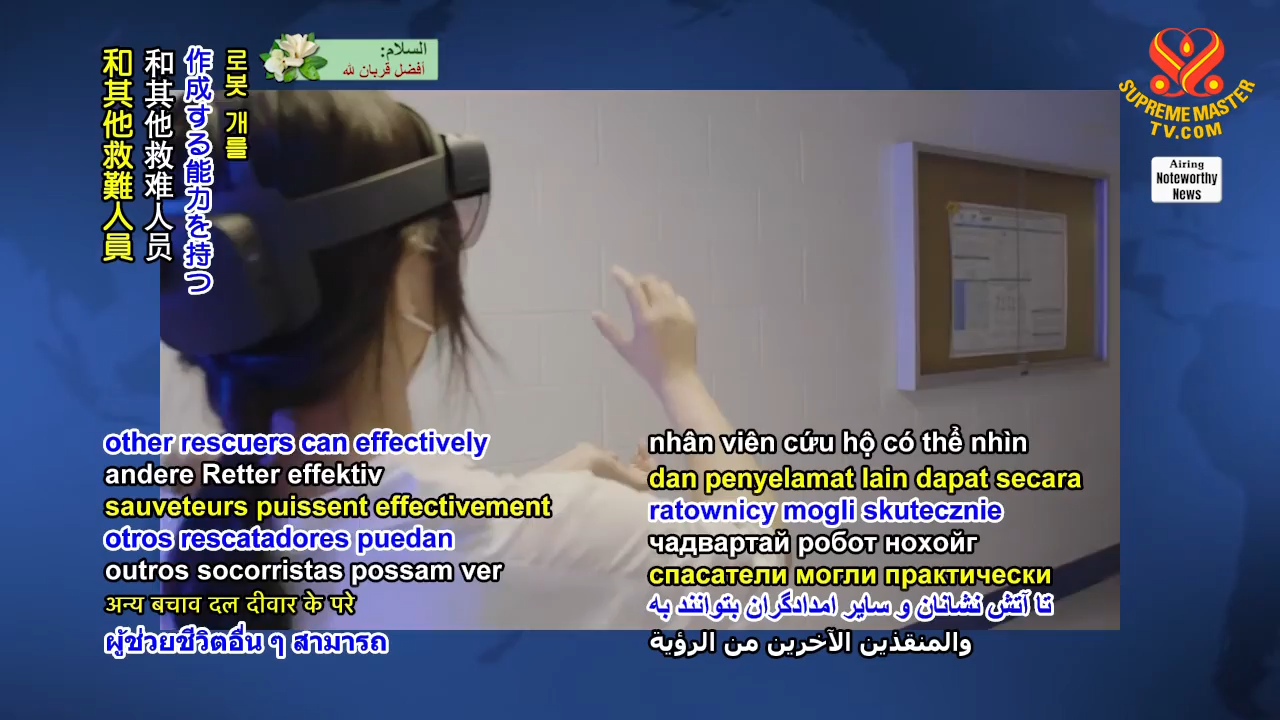 和其他救難人員
和其他救难人员
作成する能力を持つ
로봇 개를
السلام:
أفضل قربان لله
SUPREME MASTER
TV.COM
Airing
Noteworthy
News
other rescuers can effectively
andere Retter effektiv
sauveteurs puissent effectivement
otros rescatadores puedan
outros socorristas possam ver
अन्य बचाव दल दीवार के परे
ผู้ช่วยชีวิตอื่น ๆ สามารถ
nhân viên cứu hộ có thể nhìn
dan penyelamat lain dapat secara
ratownicy mogli skutecznie
чадвартай робот нохойг
спасатели могли практически
تا آتش نشانان و سایر امدادگران بتوانند به
والمنقذين الآخرين من الرؤية